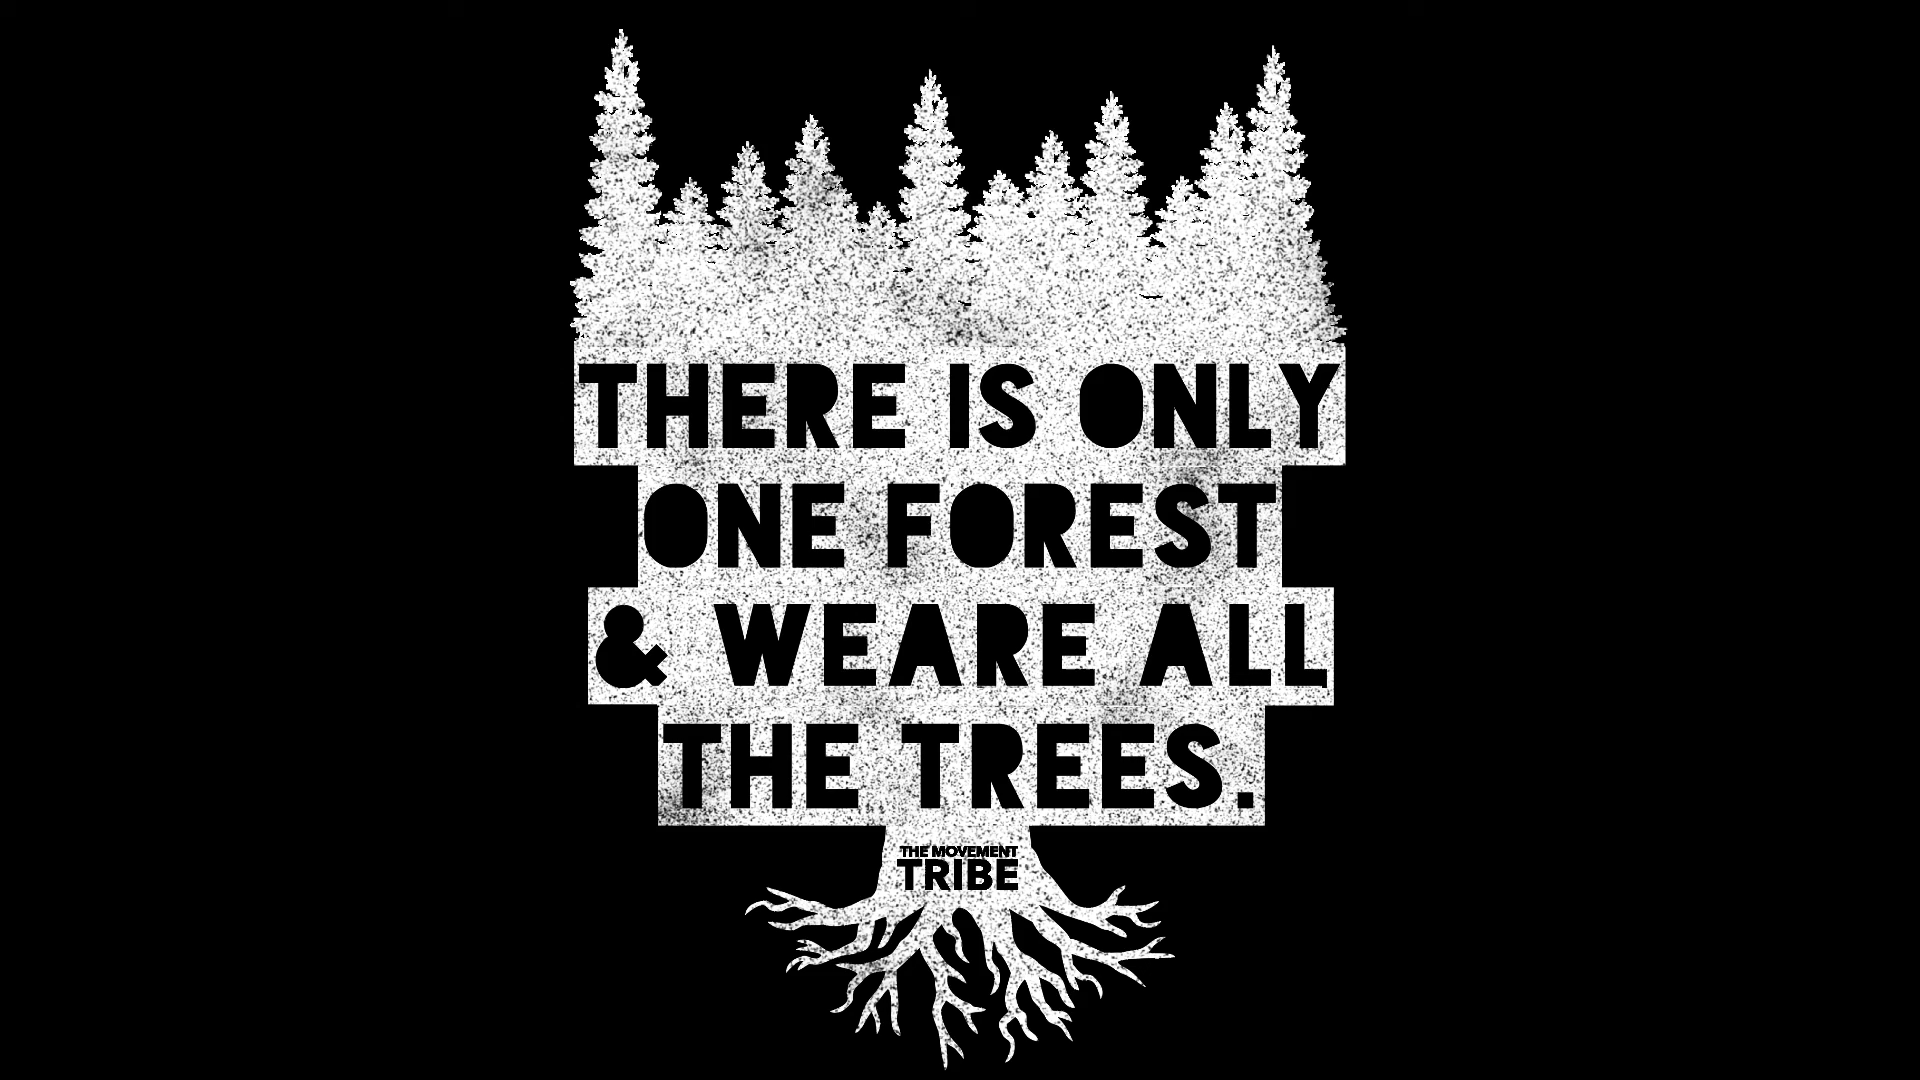 THERE IS ONLY
ONE FOREST
& WEARE ALL
THE TREES.
THE MOVEMENT
TRIBE